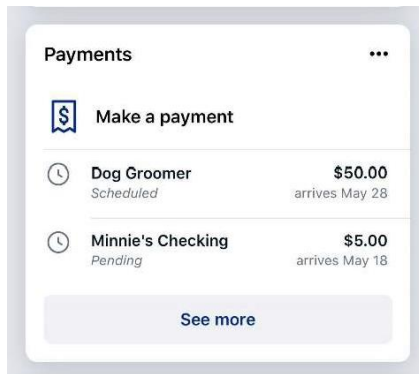 Payments
Make a payment
Dog Groomer $50.00
Scheduled arrives May 28
Minnie's Checking $5.00
Pending arrives May 18
See more